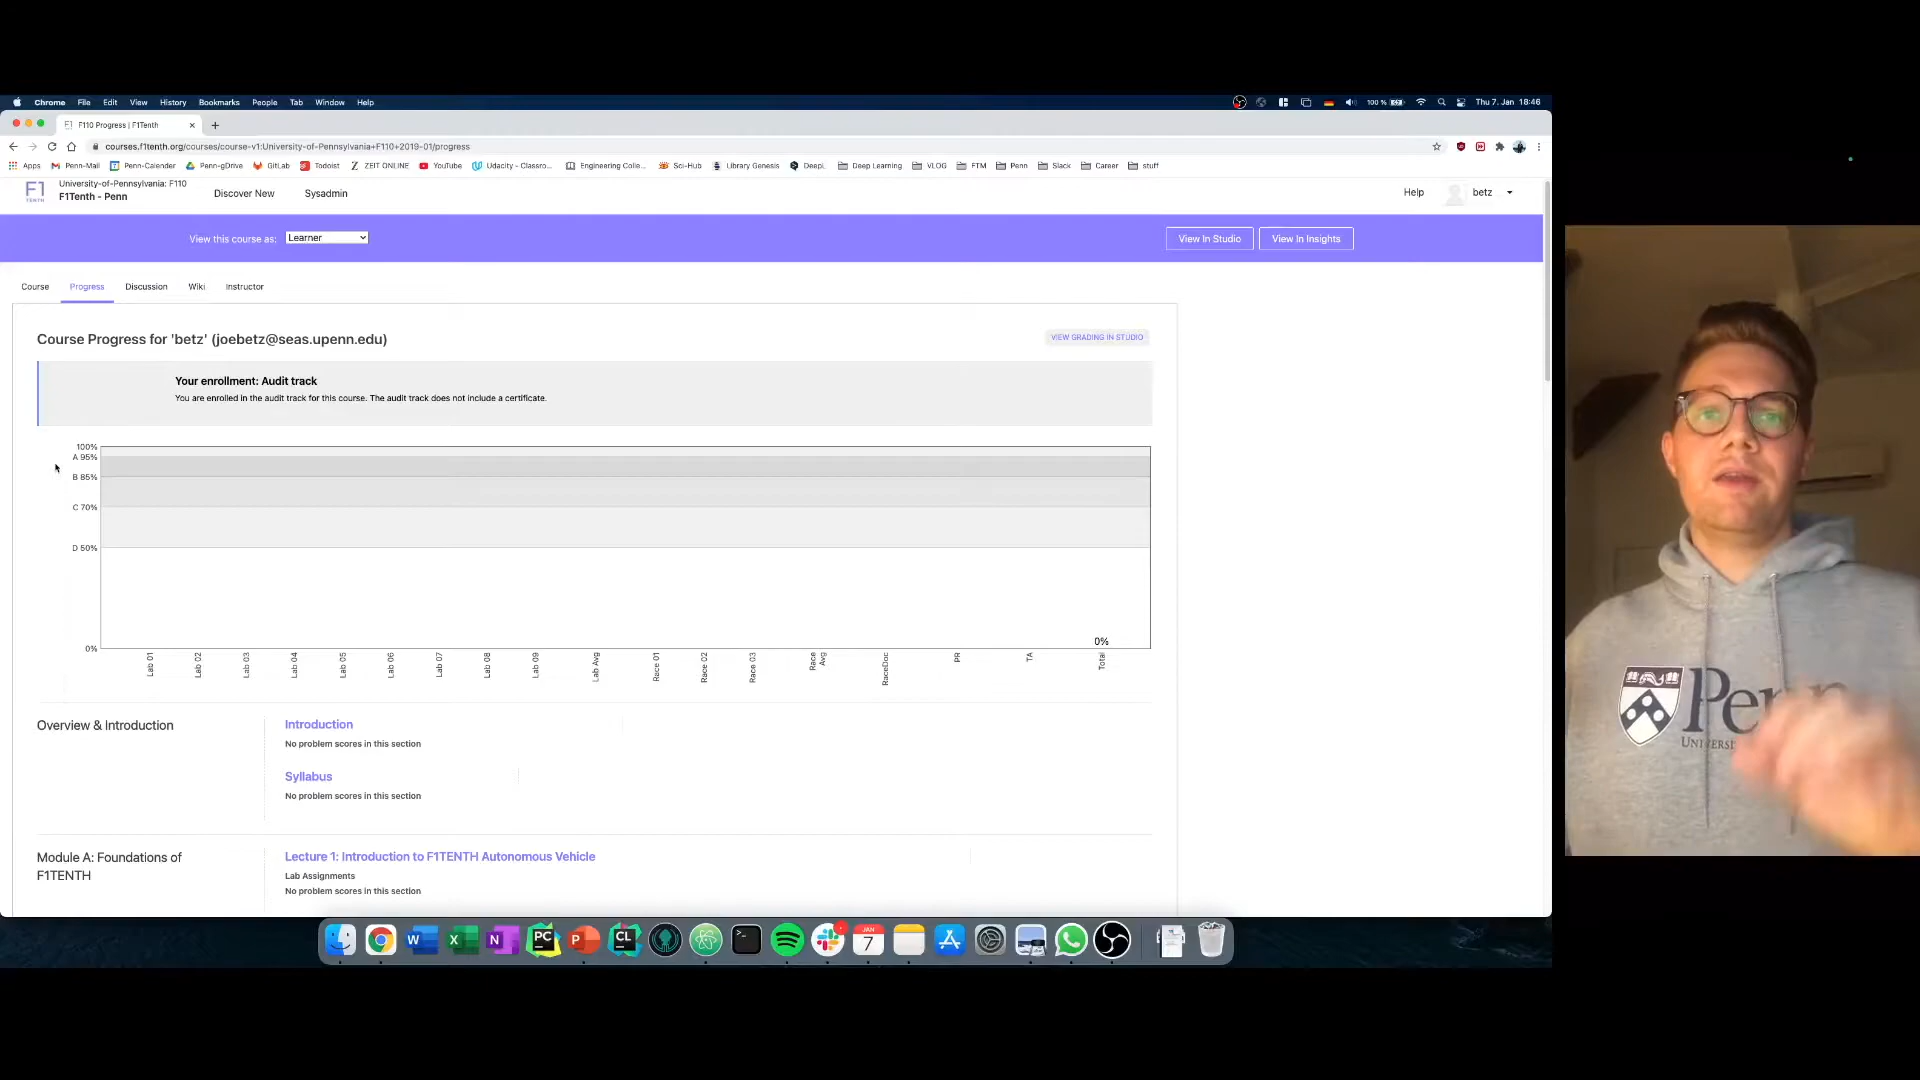 Chrome File Edit View History Bookmarks People Tab Window Help
100 % Thu 7. Jan 18:46
F110 Progress | F1Tenth
courses.f1tenth.org/courses/course-v1:University-of-Pennsylvania+F110+2019-01/progress
Apps Penn-Mail Penn-Calender Penn-gDrive GitLab Todoist ZEIT ONLINE YouTube Udacity - Classro... Engineering Colle... Sci-Hub Library Genesis DeepL Deep Learning VLOG FTM Penn Slack Career stuff
F1 TENTH
University-of-Pennsylvania: F110
F1Tenth - Penn
Discover New Sysadmin
Help betz
View this course as: Learner
View In Studio View In Insights
Course Progress Discussion Wiki Instructor
Course Progress for 'betz' (joebetz@seas.upenn.edu)
VIEW GRADING IN STUDIO
Your enrollment: Audit track
You are enrolled in the audit track for this course. The audit track does not include a certificate.
100%
A 95%
B 85%
C 70%
D 50%
0%
0%
Lab 01 Lab 02 Lab 03 Lab 04 Lab 05 Lab 06 Lab 07 Lab 08 Lab 09 Lab Avg Race 01 Race 02 Race 03 Race Avg RaceDoc PR TA Total
Overview & Introduction
Introduction
No problem scores in this section
Syllabus
No problem scores in this section
Module A: Foundations of
F1TENTH
Lecture 1: Introduction to F1TENTH Autonomous Vehicle
Lab Assignments
No problem scores in this section
W X N PC P CL JAN 7